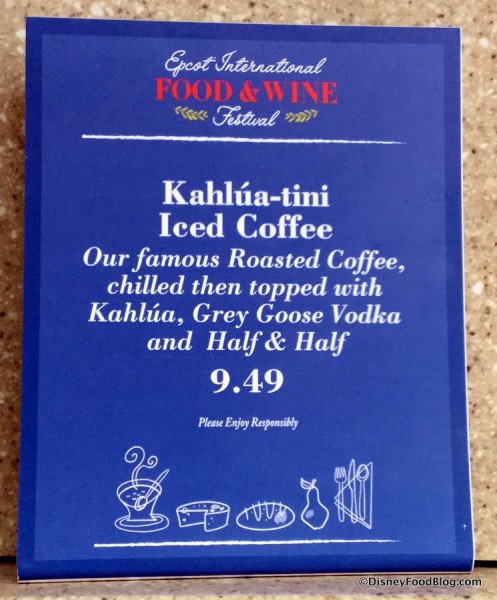 Epcot International
FOOD & WINE
Festival
Kahlúa-tini
Iced Coffee
Our famous Roasted Coffee,
chilled then topped with
Kahlúa, Grey Goose Vodka
and Half & Half
9.49
Please Enjoy Responsibly
©DisneyFoodBlog.com